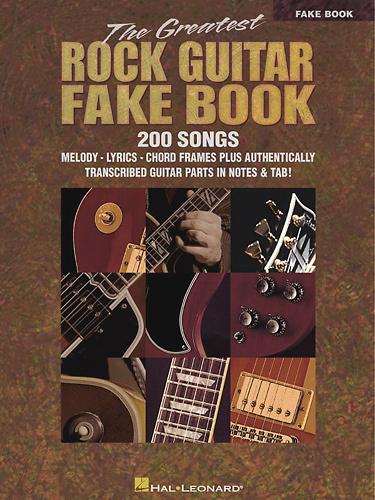 FAKE BOOK
The Greatest
ROCK GUITAR
FAKE BOOK
200 SONGS
MELODY - LYRICS - CHORD FRAMES PLUS AUTHENTICALLY
TRANSCRIBED GUITAR PARTS IN NOTES & TAB!
HAL•LEONARD®